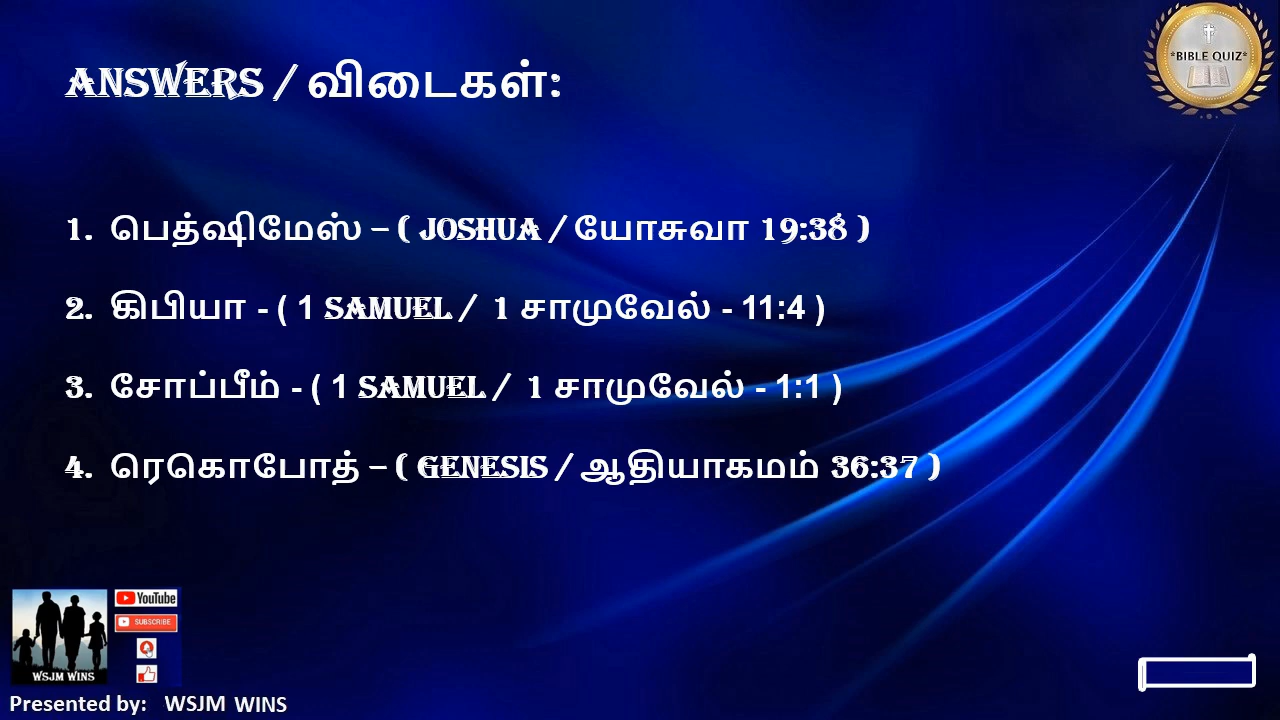 *BIBLE QUIZ*
ANSWERS / விடைகள்:
1. பெத்ஷிமேஸ் – ( JOSHUA / யோசுவா 19:38 )
2. கிபியா - ( 1 SAMUEL / 1 சாமுவேல் - 11:4 )
3. சோப்பீம் - ( 1 SAMUEL / 1 சாமுவேல் - 1:1 )
4. ரெகொபோத் – ( GENESIS / ஆதியாகமம் 36:37 )
YouTube
SUBSCRIBE
WSJM WINS
Presented by: WSJM WINS